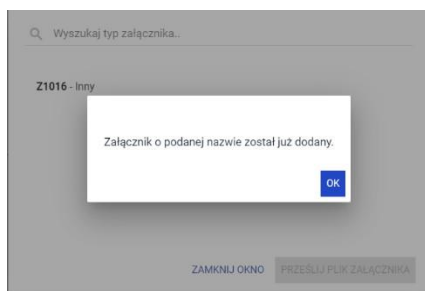 Wyszukaj typ załącznika..
Z1016 - Inny
Załącznik o podanej nazwie został już dodany.
OK
ZAMKNIJ OKNO PRZEŚLIJ PLIK ZAŁĄCZNIKA